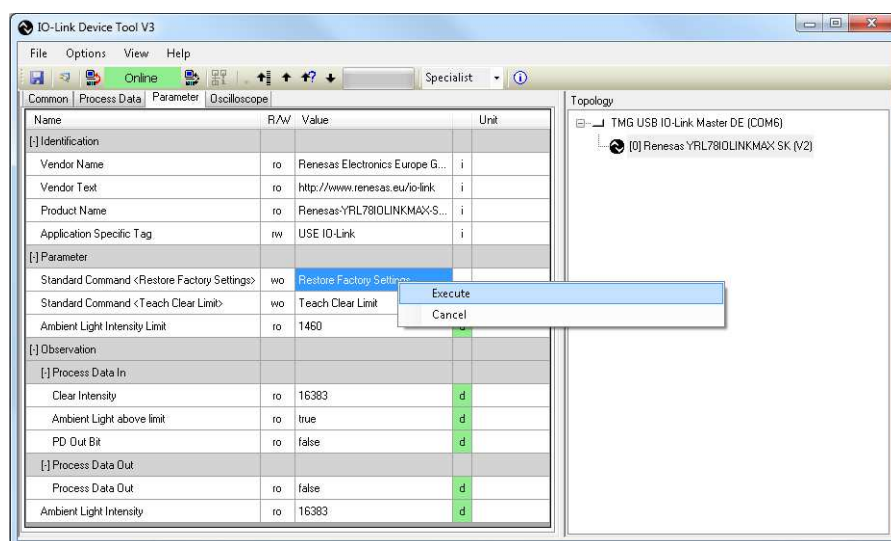 IO-Link Device Tool V3
File Options View Help
Online Specialist
Common Process Data Parameter Oscilloscope
Name R/W Value Unit
[-] Identification
Vendor Name ro Renesas Electronics Europe G... i
Vendor Text ro http://www.renesas.eu/io-link i
Product Name ro Renesas-YRL78IOLINKMAX-S... i
Application Specific Tag rw USE IO-Link i
[-] Parameter
Standard Command <Restore Factory Settings> wo Restore Factory Settings
Standard Command <Teach Clear Limit> wo Teach Clear Limit
Ambient Light Intensity Limit ro 1460 d
Execute
Cancel
[-] Observation
[-] Process Data In
Clear Intensity ro 16383 d
Ambient Light above limit ro true d
PD Out Bit ro false d
[-] Process Data Out
Process Data Out ro false d
Ambient Light Intensity ro 16383 d
Topology
TMG USB IO-Link Master DE (COM6)
[0] Renesas YRL78IOLINKMAX SK (V2)